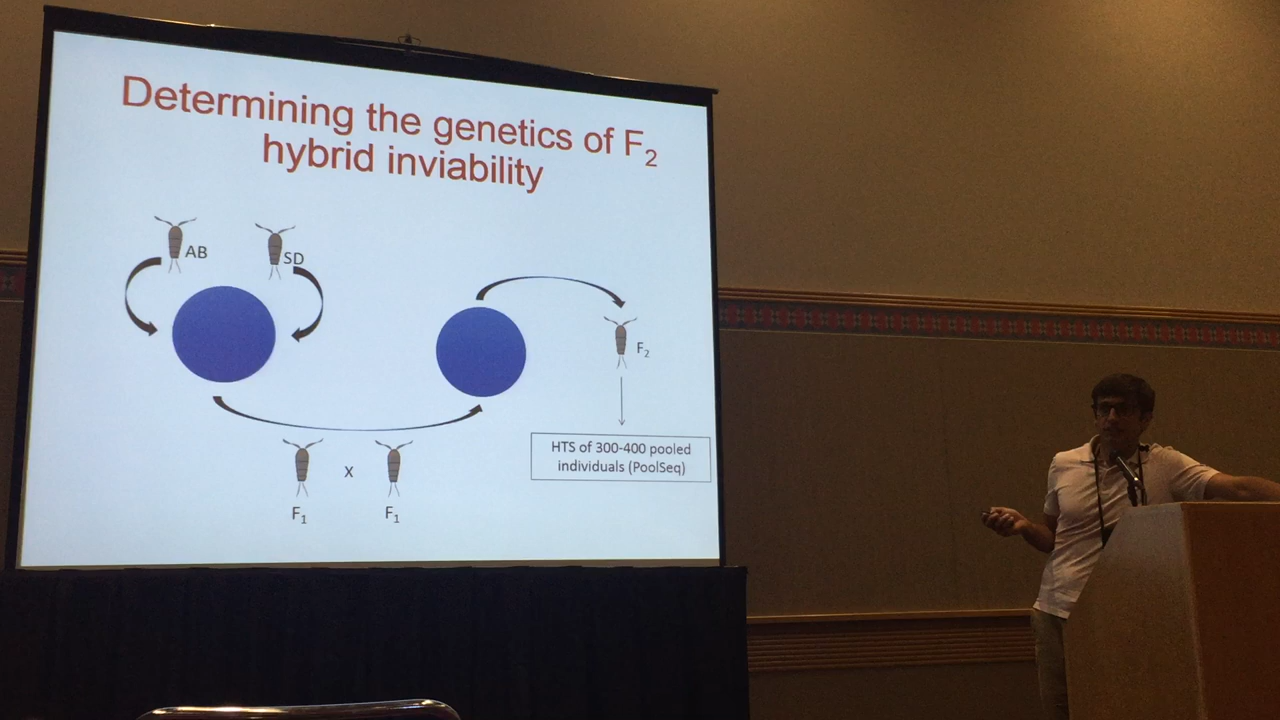 Determining the genetics of F₂
hybrid inviability
AB
SD
F₂
HTS of 300-400 pooled
individuals (PoolSeq)
X
F₁
F₁